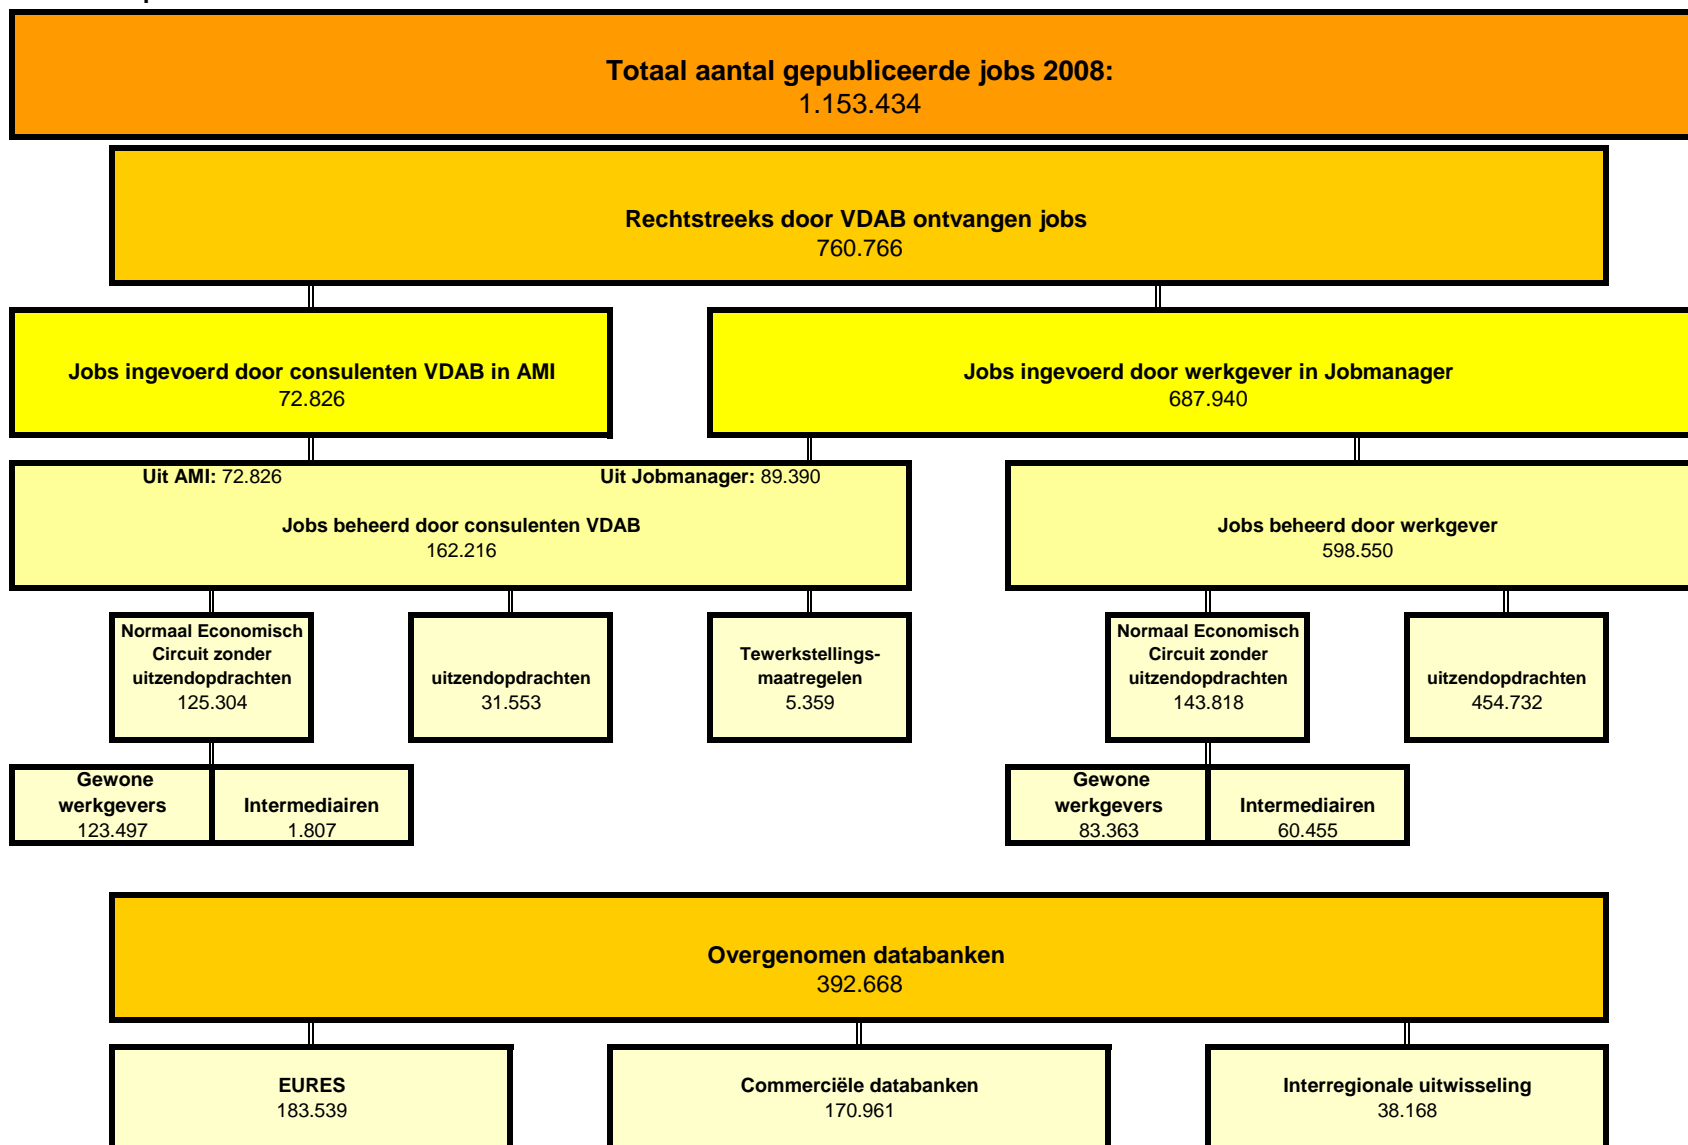 Totaal aantal gepubliceerde jobs 2008:
1.153.434
Rechtstreeks door VDAB ontvangen jobs
760.766
Jobs ingevoerd door consulenten VDAB in AMI
72.826
Jobs ingevoerd door werkgever in Jobmanager
687.940
Uit AMI: 72.826
Uit Jobmanager: 89.390
Jobs beheerd door consulenten VDAB
162.216
Jobs beheerd door werkgever
598.550
Normaal Economisch
Circuit zonder
uitzendopdrachten
125.304
uitzendopdrachten
31.553
Tewerkstellings-
maatregelen
5.359
Normaal Economisch
Circuit zonder
uitzendopdrachten
143.818
uitzendopdrachten
454.732
Gewone
werkgevers
123.497
Intermediairen
1.807
Gewone
werkgevers
83.363
Intermediairen
60.455
Overgenomen databanken
392.668
EURES
183.539
Commerciële databanken
170.961
Interregionale uitwisseling
38.168